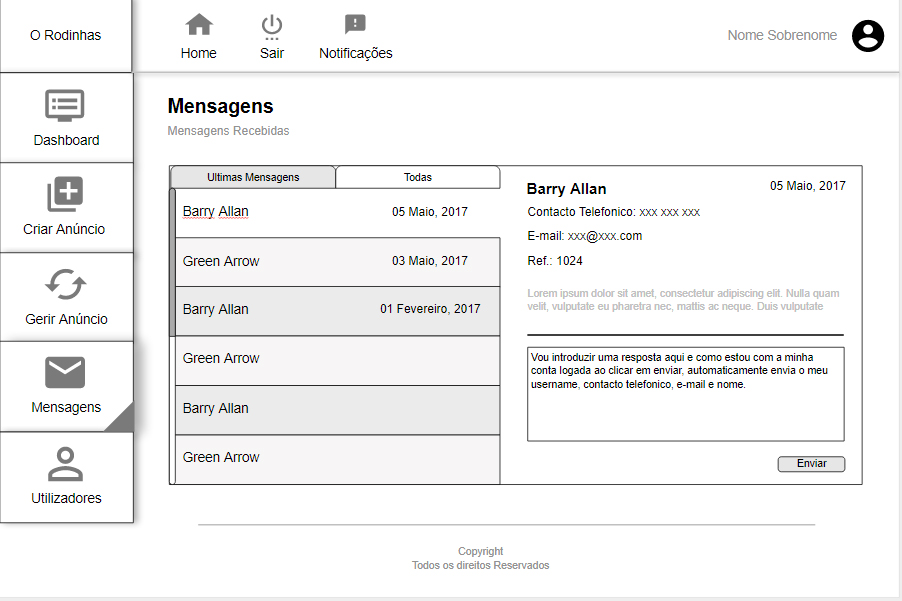 O Rodinhas
Home
Sair
Notificações
Nome Sobrenome
Dashboard
Criar Anúncio
Gerir Anúncio
Mensagens
Utilizadores
Mensagens
Mensagens Recebidas
Ultimas Mensagens
Todas
Barry Allan
05 Maio, 2017
Green Arrow
03 Maio, 2017
Barry Allan
01 Fevereiro, 2017
Green Arrow
Barry Allan
Green Arrow
Barry Allan
05 Maio, 2017
Contacto Telefonico: xxx xxx xxx
E-mail: xxx@xxx.com
Ref.: 1024
Lorem ipsum dolor sit amet, consectetur adipiscing elit. Nulla quam
velit, vulputate eu pharetra nec, mattis ac neque. Duis vulputate
Vou introduzir uma resposta aqui e como estou com a minha
conta logada ao clicar em enviar, automaticamente envia o meu
username, contacto telefonico, e-mail e nome.
Enviar
Copyright
Todos os direitos Reservados